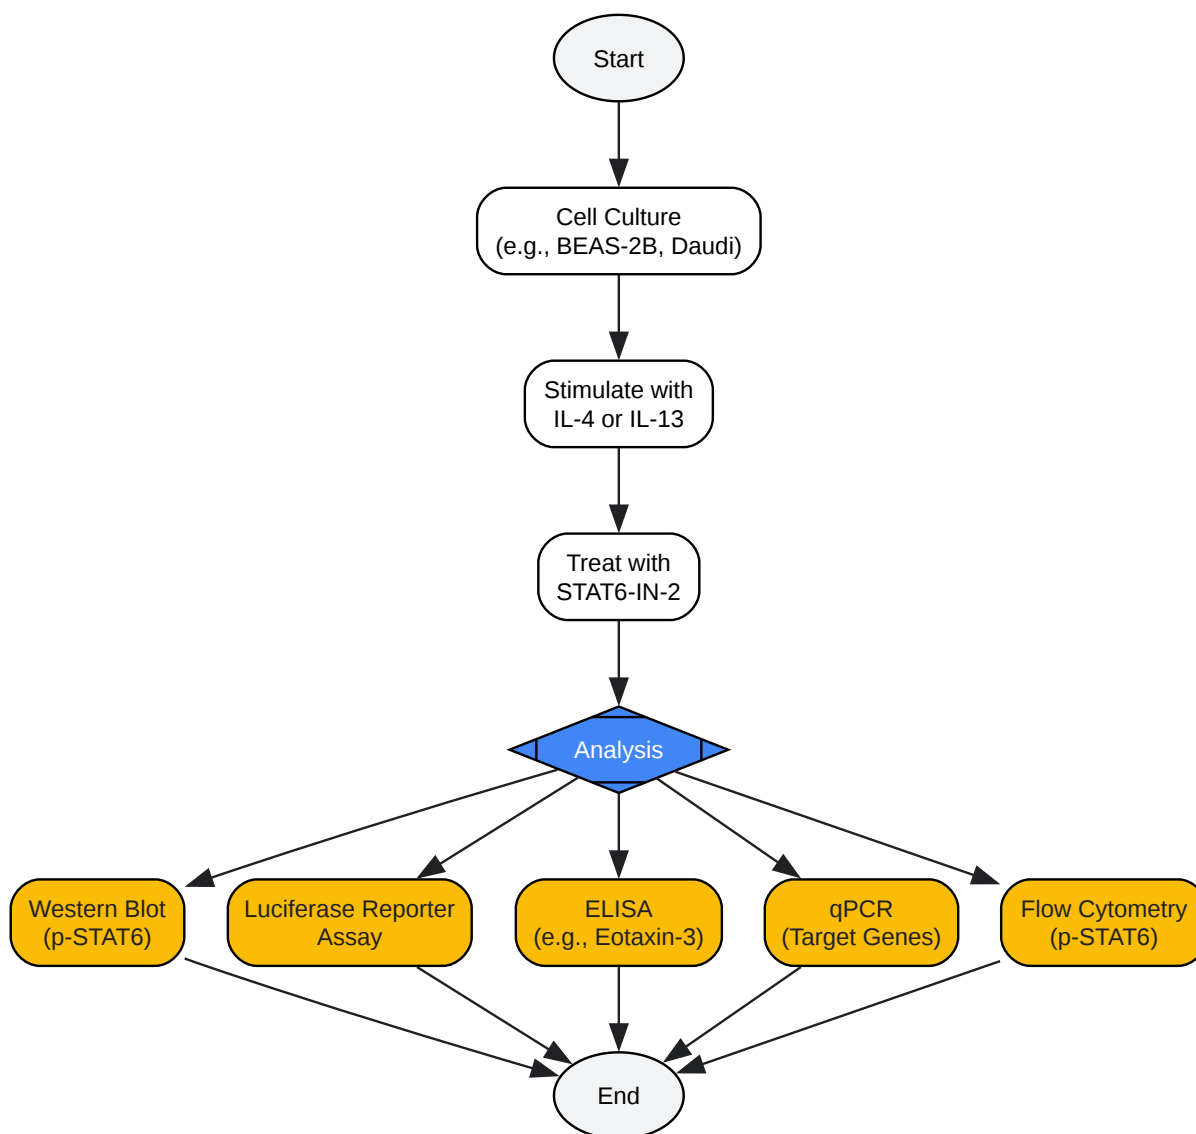 Start
Cell Culture
(e.g., BEAS-2B, Daudi)
Stimulate with
IL-4 or IL-13
Treat with
STAT6-IN-2
Analysis
Western Blot
(p-STAT6)
Luciferase Reporter
Assay
ELISA
(e.g., Eotaxin-3)
qPCR
(Target Genes)
Flow Cytometry
(p-STAT6)
End